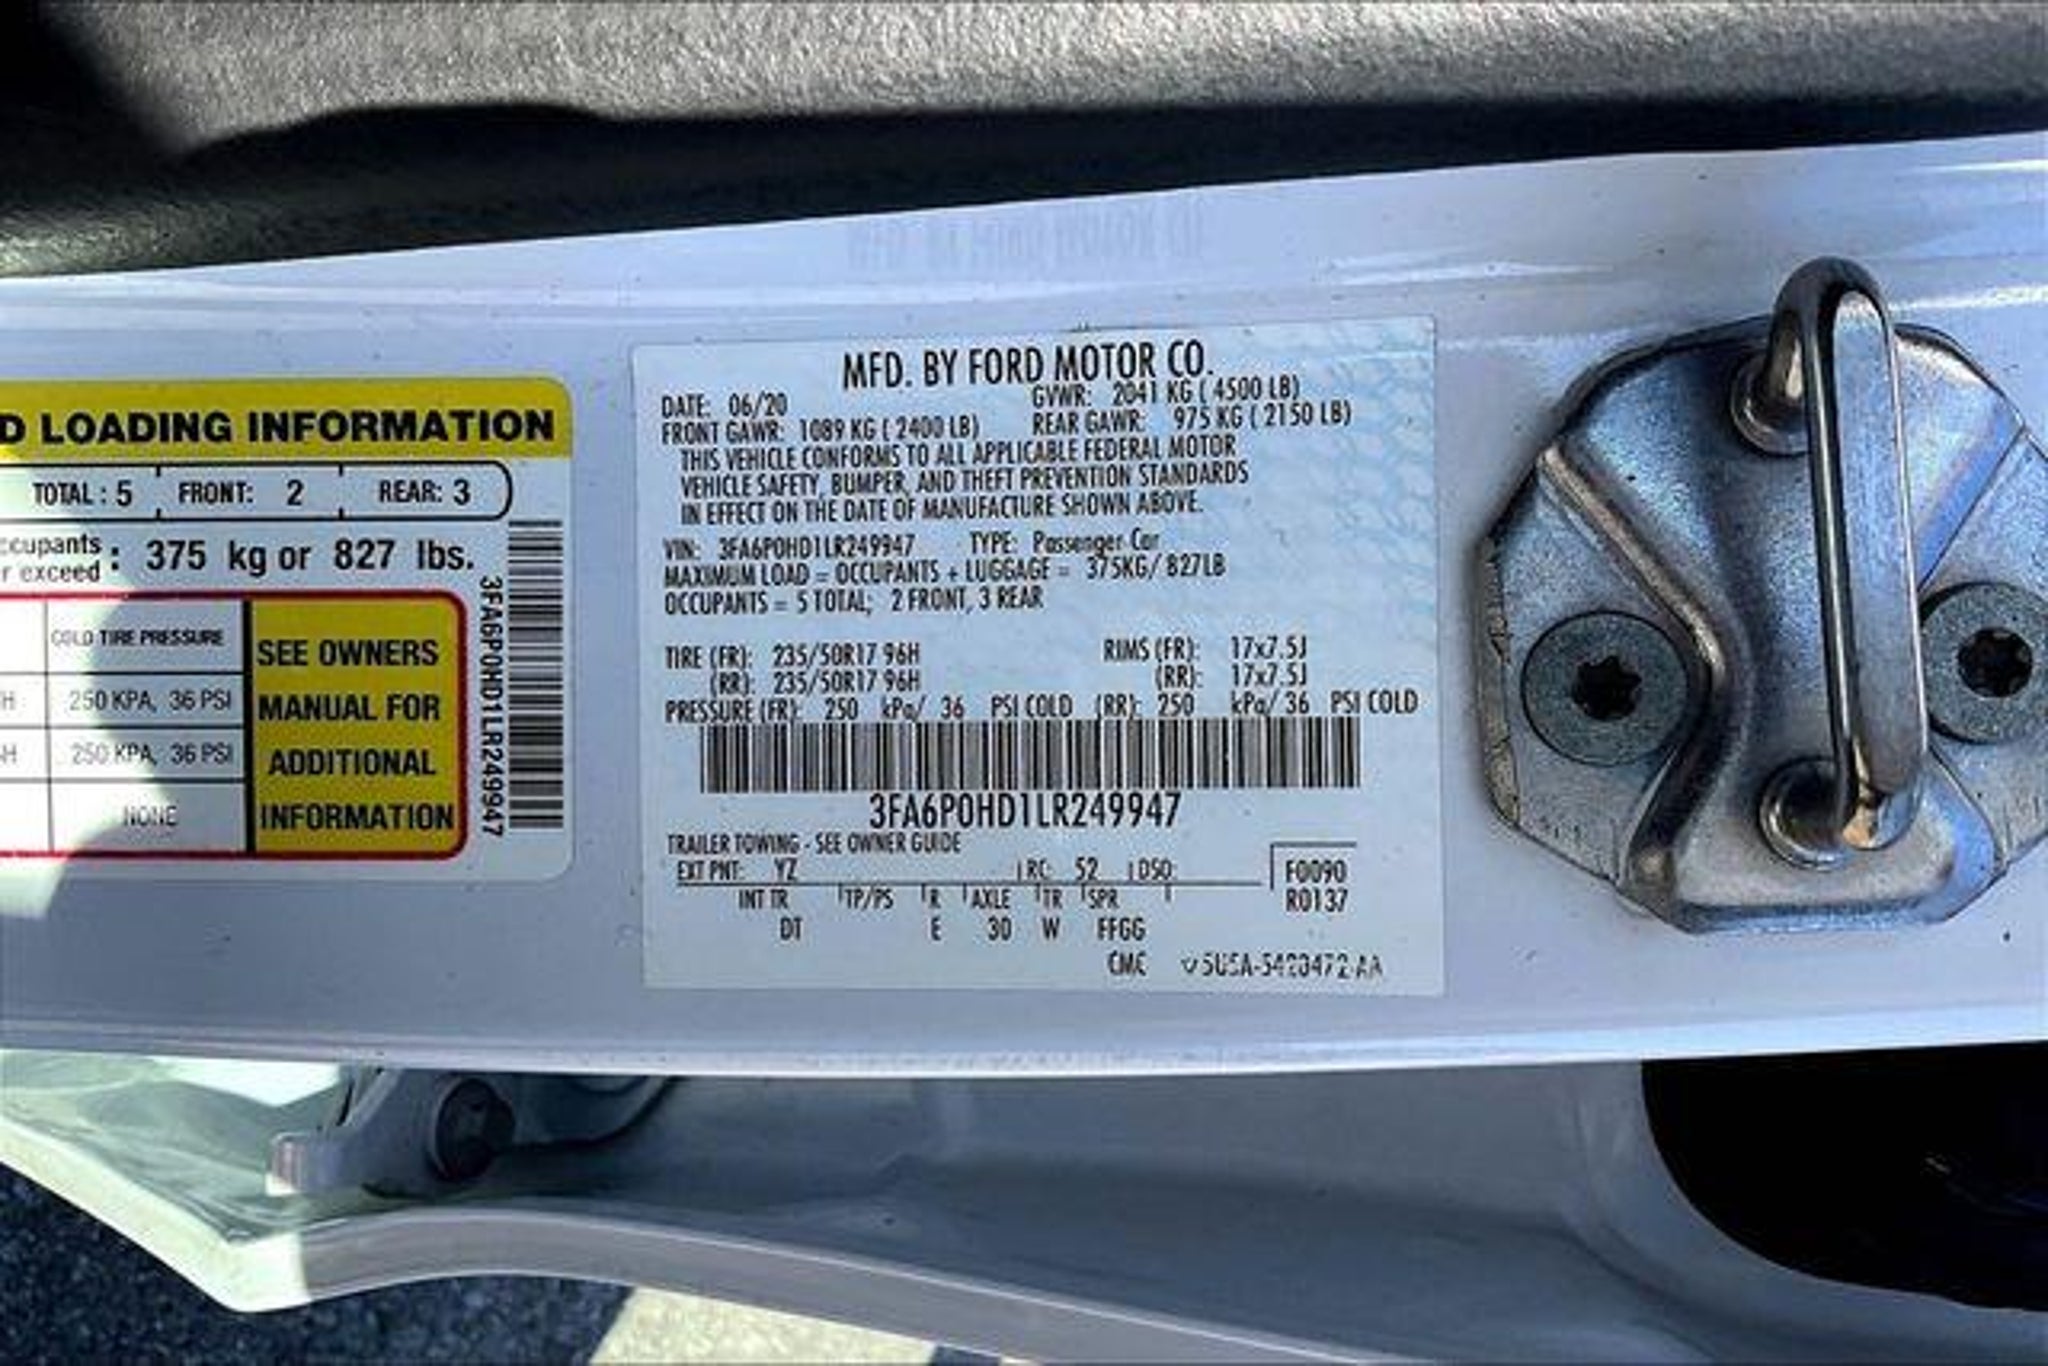 D LOADING INFORMATION
TOTAL : 5 FRONT: 2 REAR: 3
ccupants
r exceed : 375 kg or 827 lbs.
COLD TIRE PRESSURE
H 250 KPA, 36 PSI
H 250 KPA, 36 PSI
NONE
SEE OWNERS
MANUAL FOR
ADDITIONAL
INFORMATION
3FA6P0HD1LR249947
MFD. BY FORD MOTOR CO.
DATE: 06/20 GVWR: 2041 KG ( 4500 LB)
FRONT GAWR: 1089 KG ( 2400 LB) REAR GAWR: 975 KG ( 2150 LB)
THIS VEHICLE CONFORMS TO ALL APPLICABLE FEDERAL MOTOR
VEHICLE SAFETY, BUMPER, AND THEFT PREVENTION STANDARDS
IN EFFECT ON THE DATE OF MANUFACTURE SHOWN ABOVE.
VIN: 3FA6P0HD1LR249947 TYPE: Passenger Car
MAXIMUM LOAD = OCCUPANTS + LUGGAGE = 375KG/ 827LB
OCCUPANTS = 5 TOTAL; 2 FRONT, 3 REAR
TIRE (FR): 235/50R17 96H RIMS (FR): 17x7.5J
(RR): 235/50R17 96H (RR): 17x7.5J
PRESSURE (FR): 250 kPa/ 36 PSI COLD (RR): 250 kPa/ 36 PSI COLD
3FA6P0HD1LR249947
TRAILER TOWING - SEE OWNER GUIDE
EXT PNT: YZ RC: 52 DSO: F0090
INT TR TP/PS R AXLE TR SPR R0137
DT E 30 W FFGG
CMC